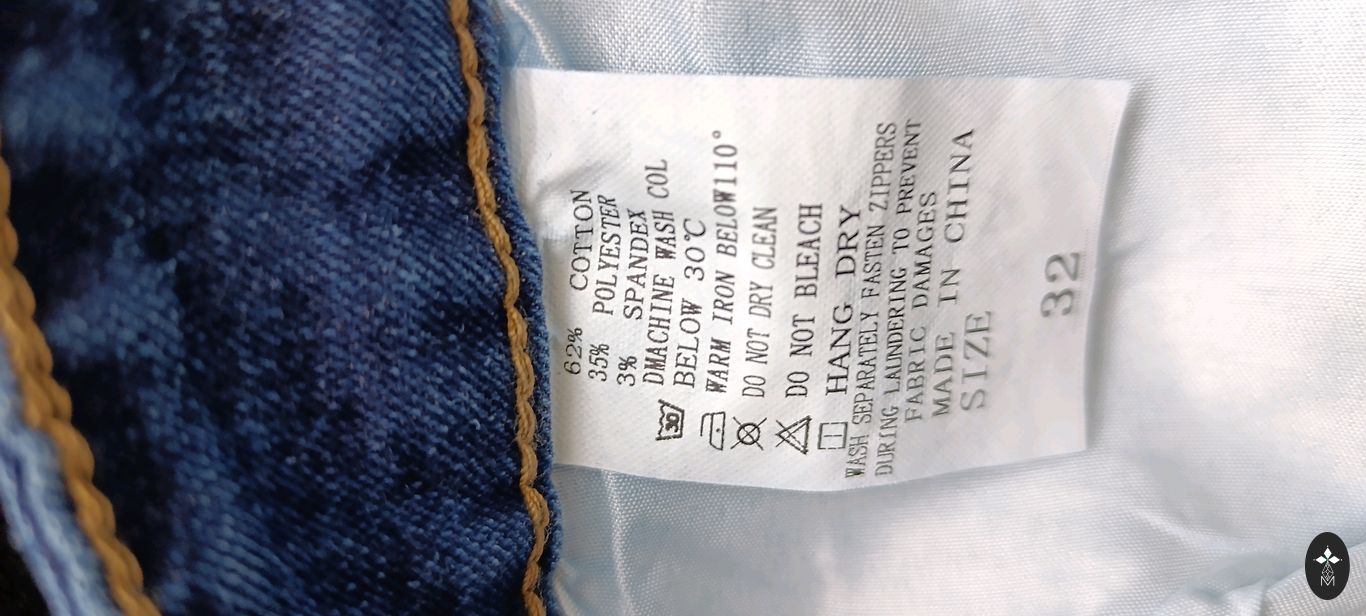 62% COTTON
35% POLYESTER
3% SPANDEX
30 DMACHINE WASH COL
BELOW 30℃
WARM IRON BELOW110°
DO NOT DRY CLEAN
DO NOT BLEACH
HANG DRY
WASH SEPARATELY FASTEN ZIPPERS
DURING LAUNDERING TO PREVENT
FABRIC DAMAGES
MADE IN CHINA
SIZE
32
M